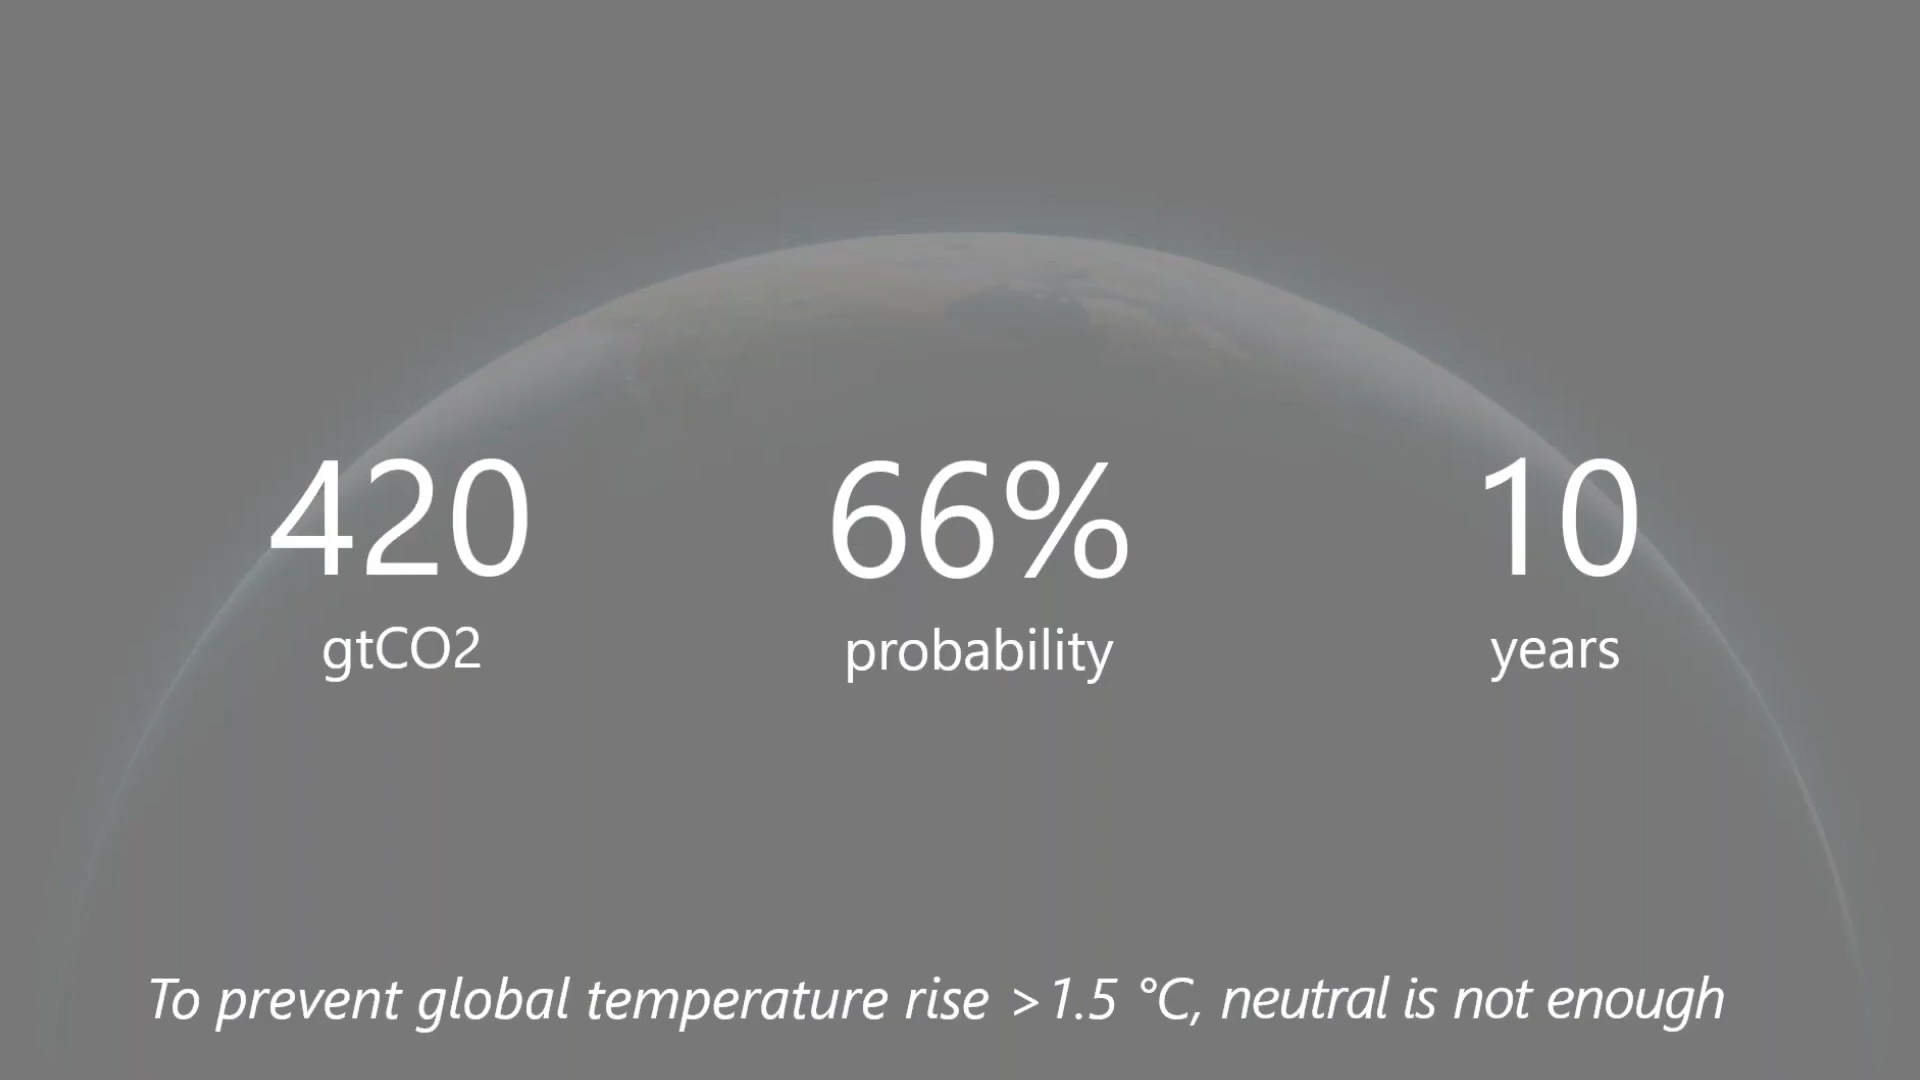 420 66% 10
gtCO2 probability years
To prevent global temperature rise >1.5 °C, neutral is not enough